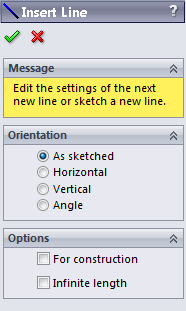 Insert Line ?
Message
Edit the settings of the next
new line or sketch a new line.
Orientation
As sketched
Horizontal
Vertical
Angle
Options
For construction
Infinite length